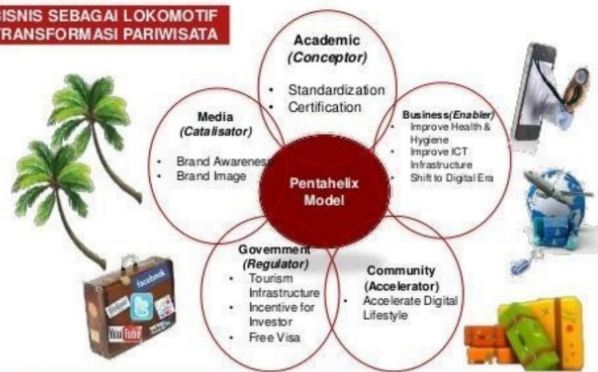 BISNIS SEBAGAI LOKOMOTIF
TRANSFORMASI PARIWISATA
Academic
(Conceptor)
• Standardization
• Certification
Media
(Catalisator)
• Brand Awareness
• Brand Image
Business(Enabler)
• Improve Health &
Hygiene
• Improve ICT
Infrastructure
• Shift to Digital Era
Pentahelix
Model
Government
(Regulator)
• Tourism
Infrastructure
• Incentive for
Investor
• Free Visa
Community
(Accelerator)
• Accelerate Digital
Lifestyle
facebook
You Tube